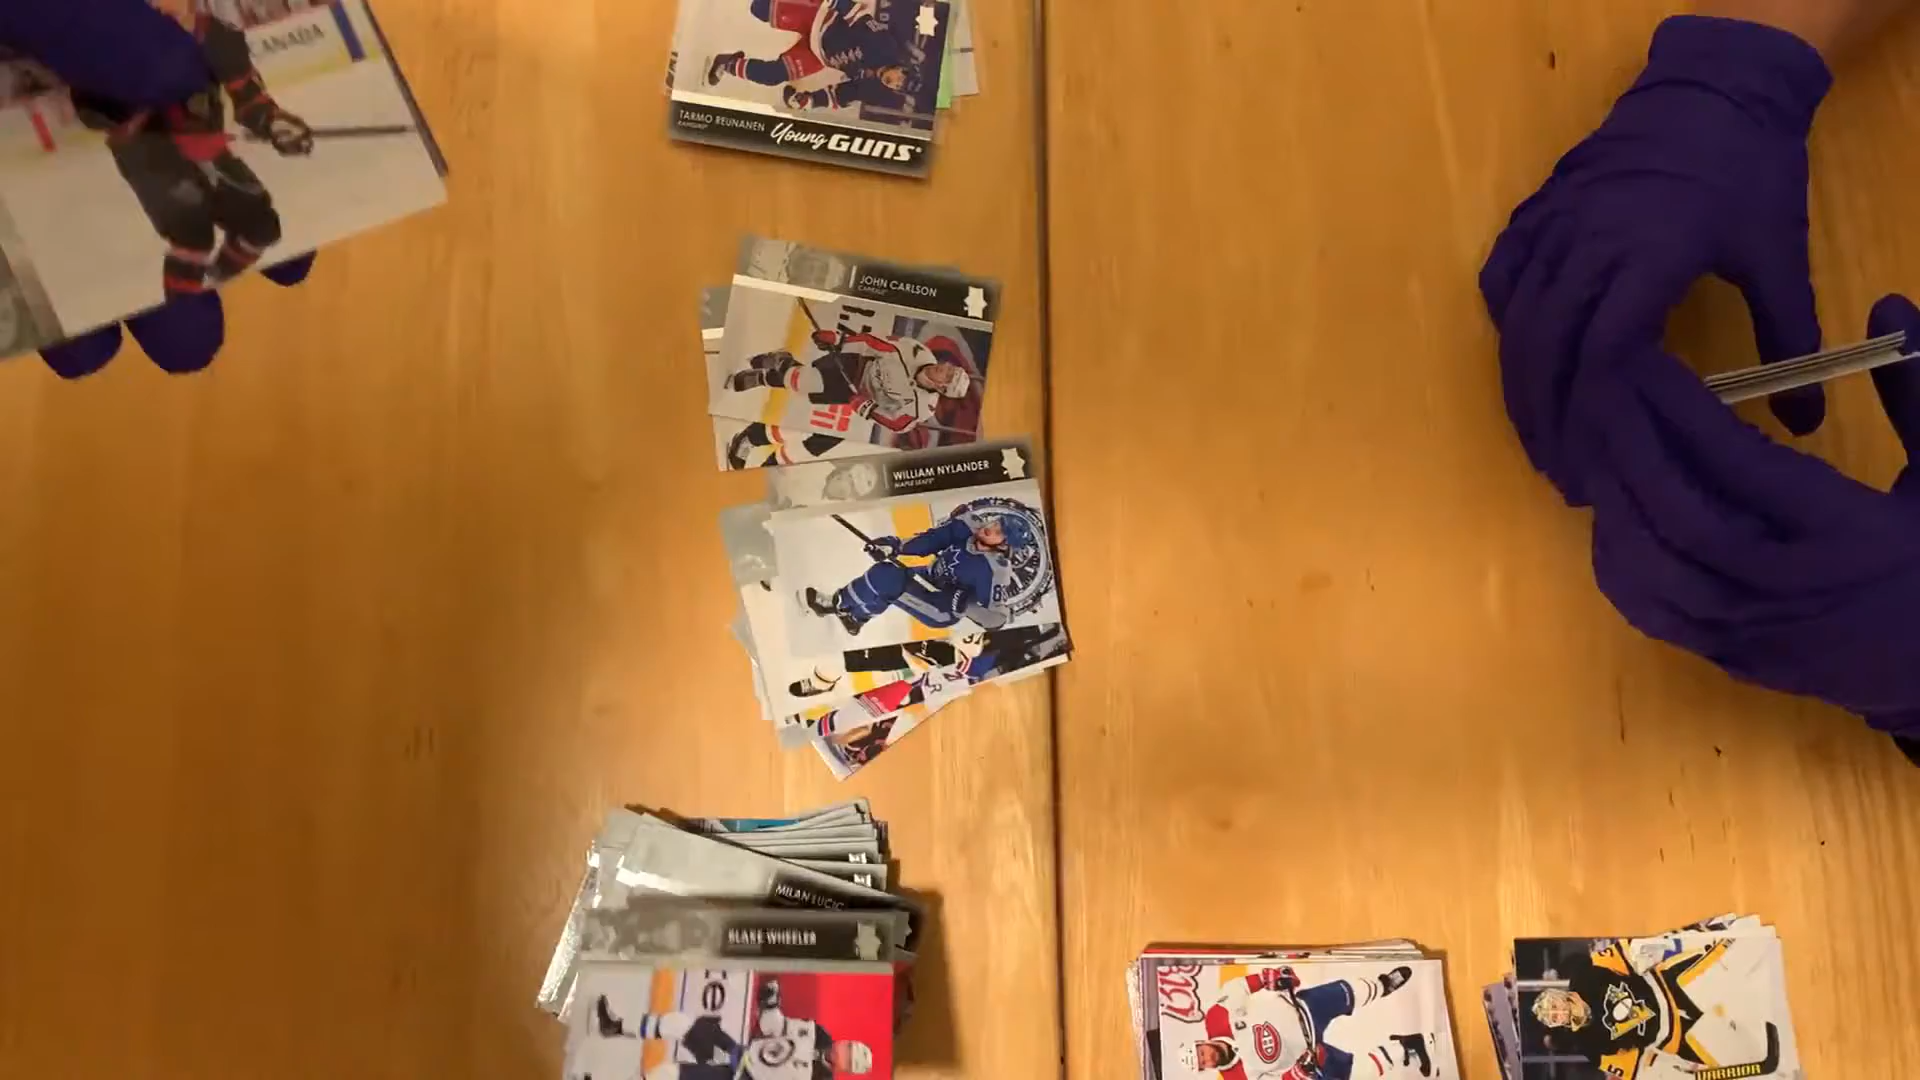 CANADA
TARMO REUNANEN
RANGERS
Young GUNS
JOHN CARLSON
CAPITALS
WILLIAM NYLANDER
MAPLE LEAFS
MILAN LUCIC
BLAKE WHEELER
WARRIOR